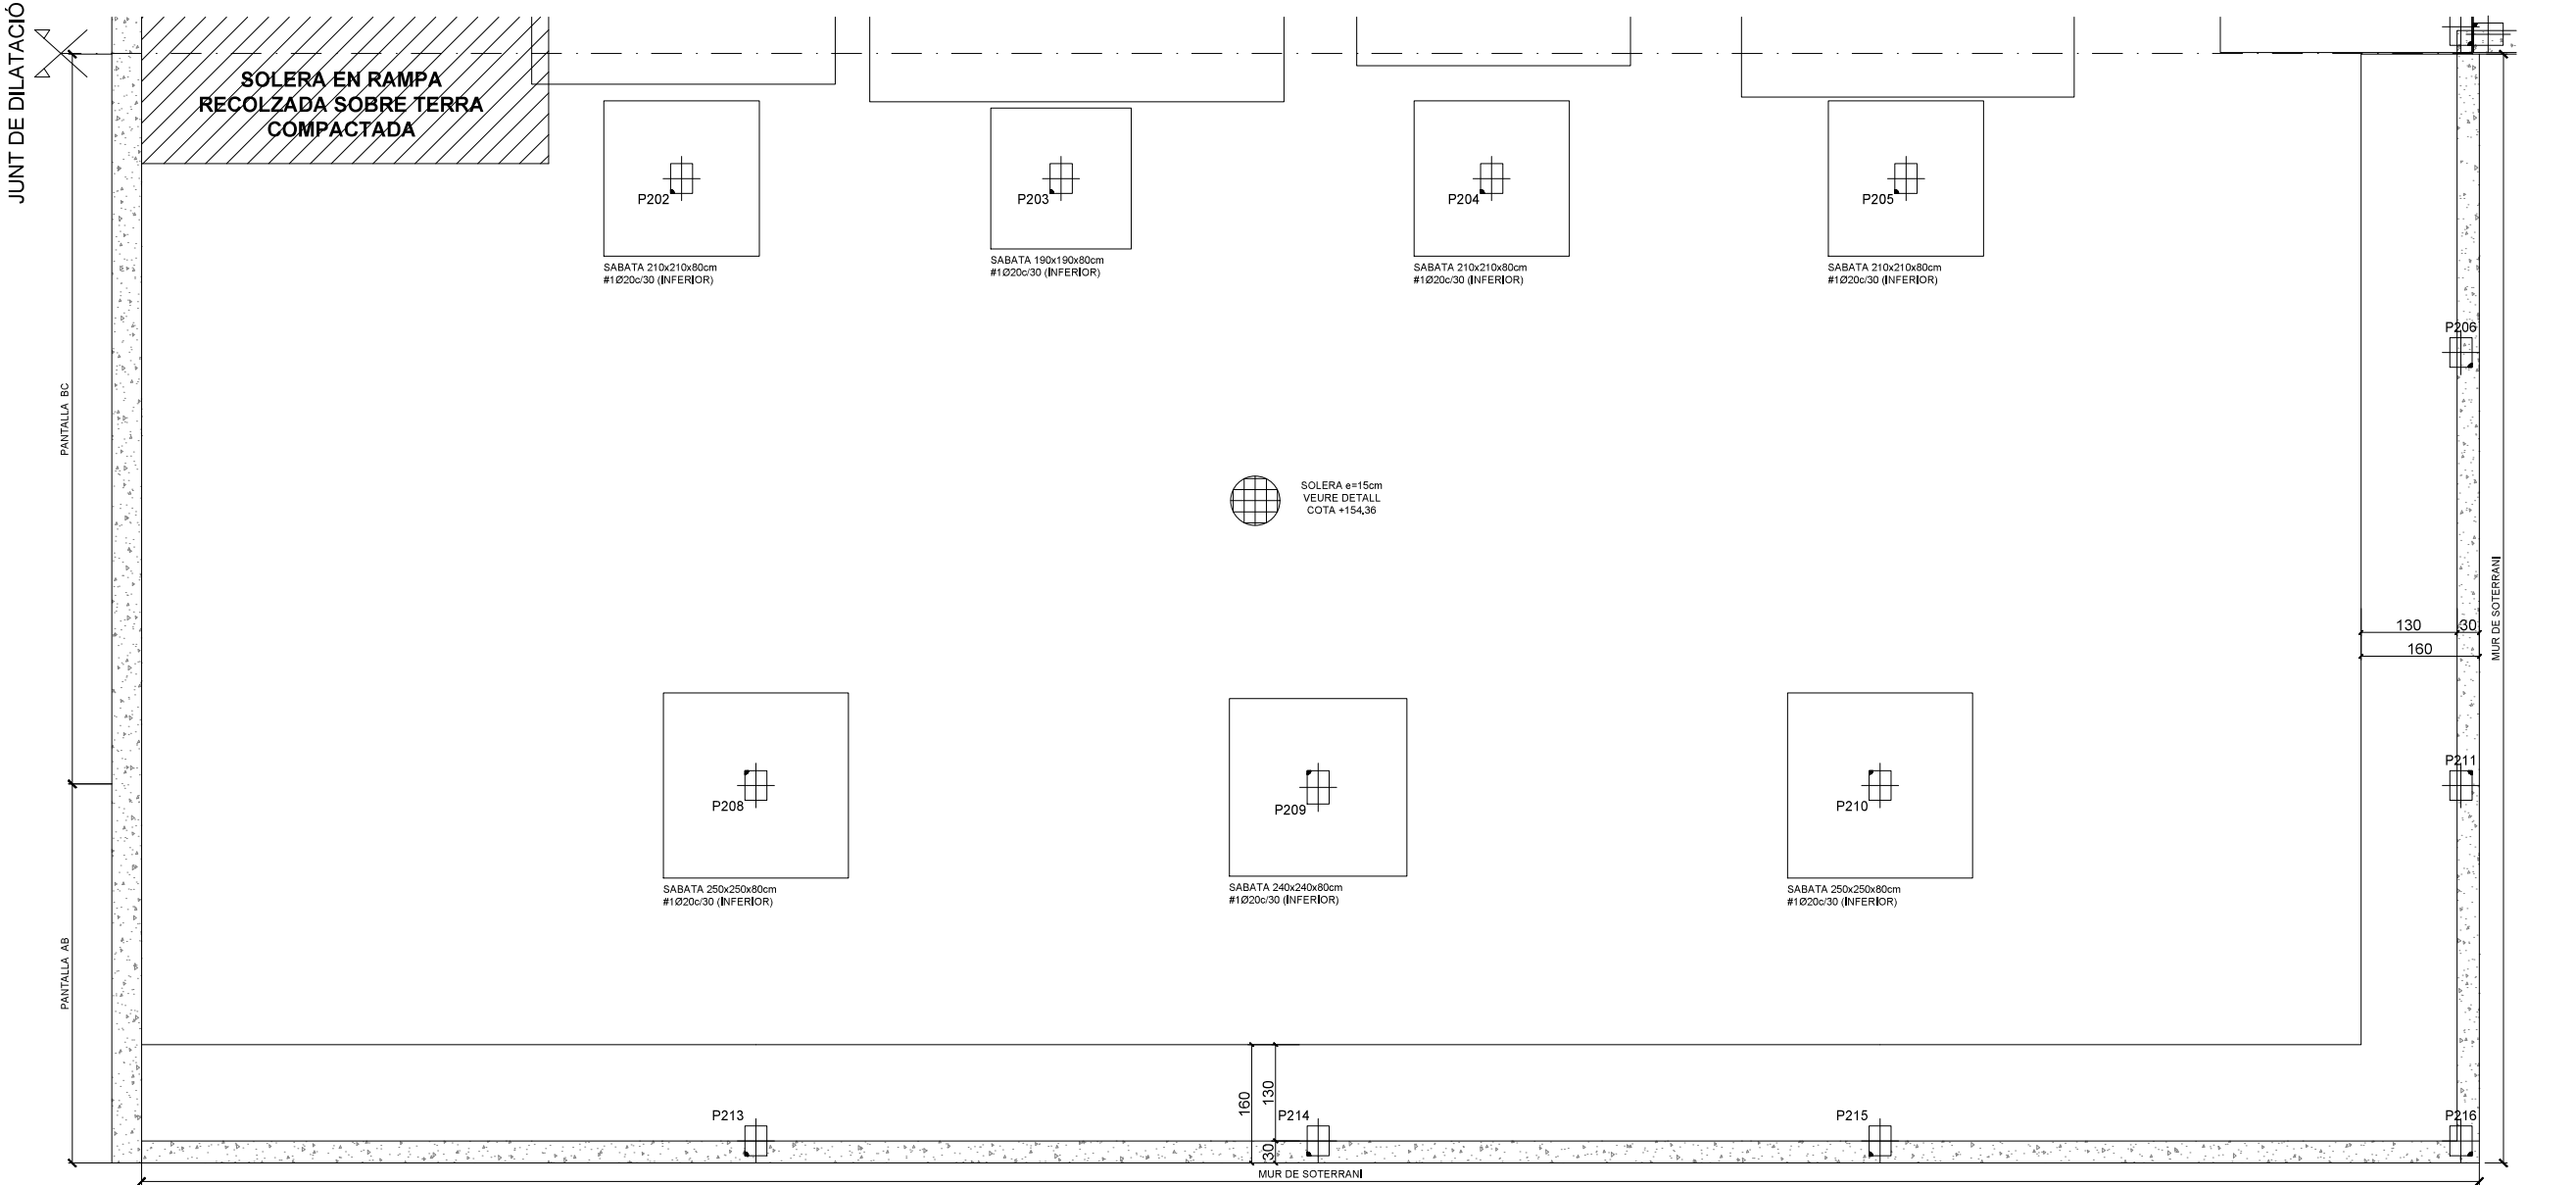 JUNT DE DILATACIÓ
SOLERA EN RAMPA
RECOLZADA SOBRE TERRA
COMPACTADA
P202
P203
P204
P205
SABATA 210x210x80cm
#1Ø20c/30 (INFERIOR)
SABATA 190x190x80cm
#1Ø20c/30 (INFERIOR)
SABATA 210x210x80cm
#1Ø20c/30 (INFERIOR)
SABATA 210x210x80cm
#1Ø20c/30 (INFERIOR)
P206
PANTALLA BC
SOLERA e=15cm
VEURE DETALL
COTA +154,36
MUR DE SOTERRANI
130
30
160
P208
P209
P210
P211
SABATA 250x250x80cm
#1Ø20c/30 (INFERIOR)
SABATA 240x240x80cm
#1Ø20c/30 (INFERIOR)
SABATA 250x250x80cm
#1Ø20c/30 (INFERIOR)
PANTALLA AB
160
130
30
P213
P214
P215
P216
MUR DE SOTERRANI